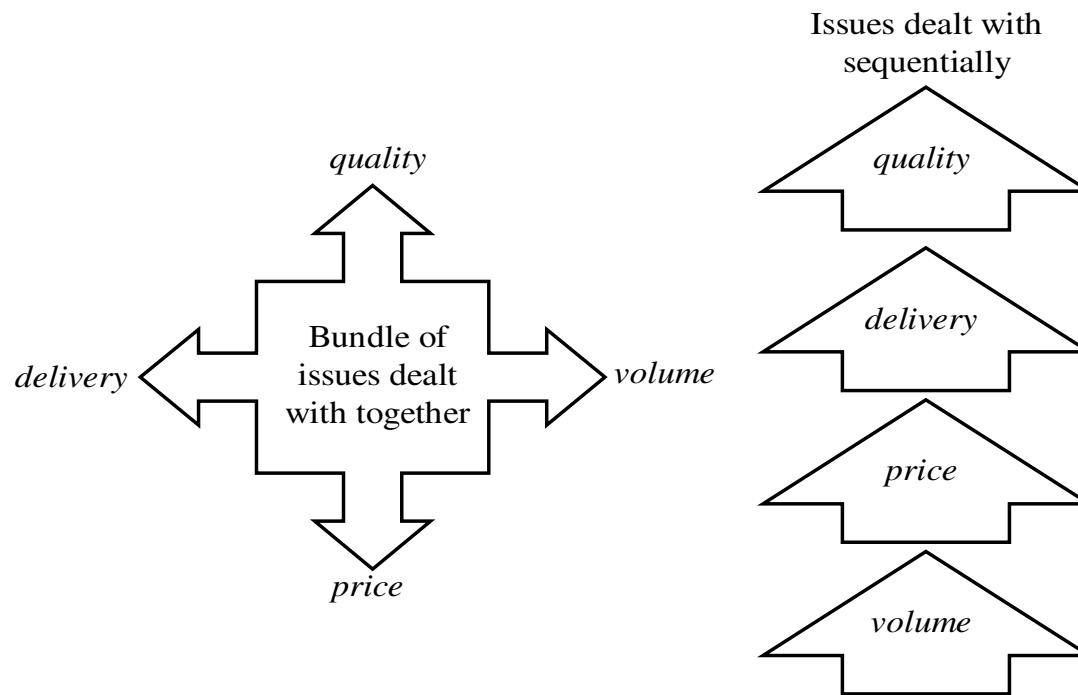 quality
delivery
Bundle of
issues dealt
with together
volume
price
Issues dealt with
sequentially
quality
delivery
price
volume